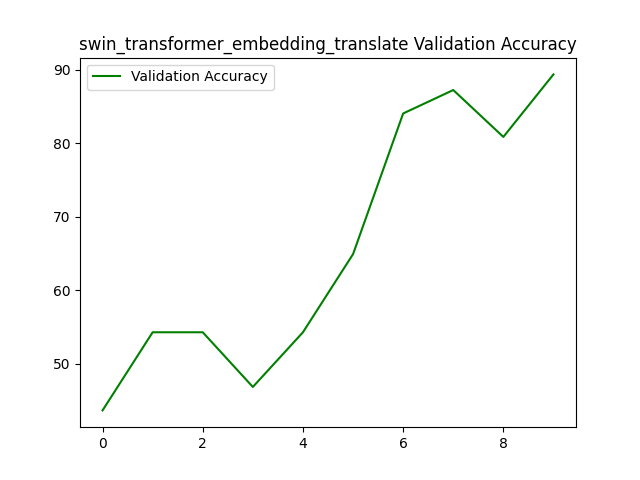 swin_transformer_embedding_translate Validation Accuracy
Validation Accuracy
90
80
70
60
50
0 2 4 6 8